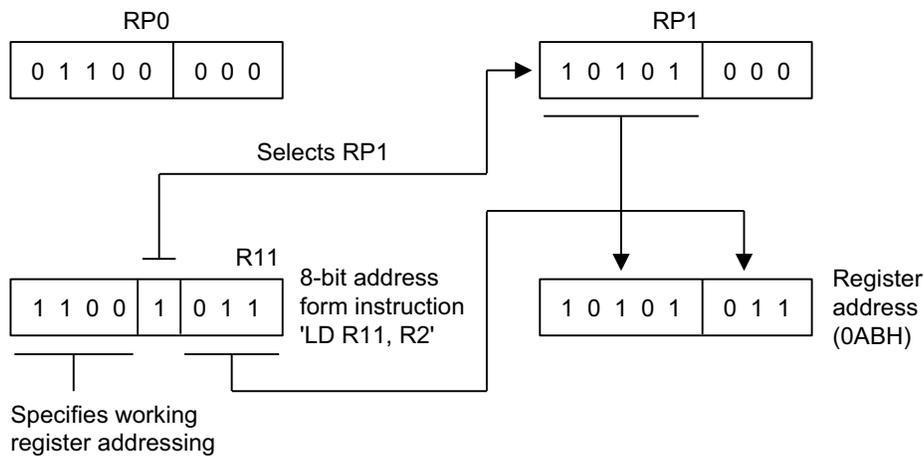 RP0
RP1
0 1 1 0 0 0 0 0
1 0 1 0 1 0 0 0
Selects RP1
R11
1 1 0 0 1 0 1 1
8-bit address
form instruction
'LD R11, R2'
1 0 1 0 1 0 1 1
Register
address
(0ABH)
Specifies working
register addressing